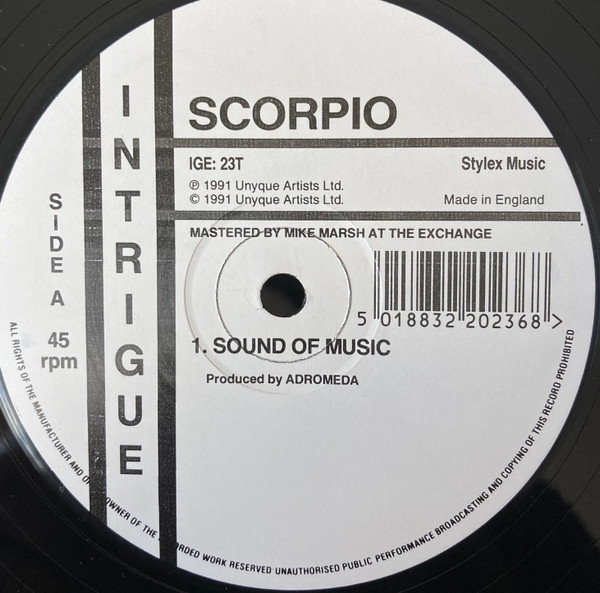 SCORPIO
IGE: 23T
Stylex Music
℗ 1991 Unyque Artists Ltd.
© 1991 Unyque Artists Ltd.
Made in England
MASTERED BY MIKE MARSH AT THE EXCHANGE
5 018832 202368 >
1. SOUND OF MUSIC
Produced by ADROMEDA
INTRIGUE
SIDE A
45
rpm
ALL RIGHTS OF THE MANUFACTURER AND OWNER OF THE WORK RESERVED UNAUTHORISED PUBLIC PERFORMANCE BROADCASTING AND COPYING OF THIS RECORD PROHIBITED